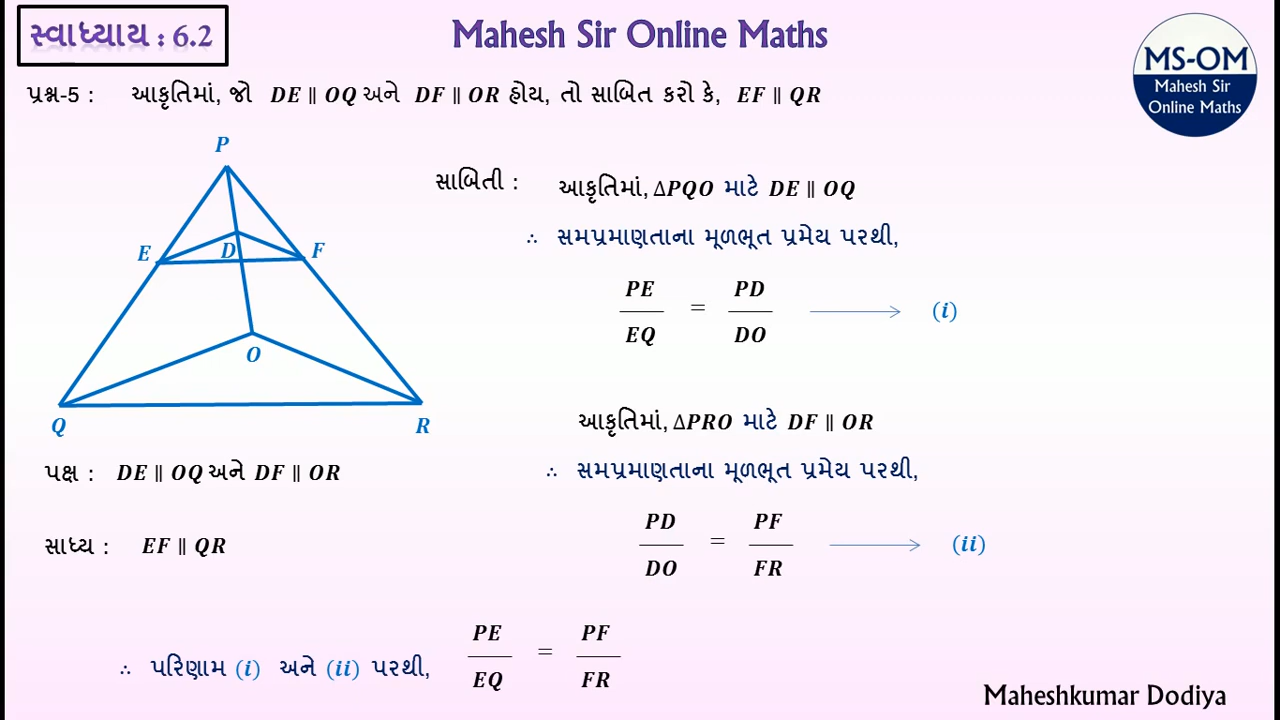 સ્વાધ્યાય : 6.2
Mahesh Sir Online Maths
MS-OM
Mahesh Sir
Online Maths
પ્રશ્ન-5 : આકૃતિમાં, જો DE ∥ OQ અને DF ∥ OR હોય, તો સાબિત કરો કે, EF ∥ QR
P
E
D
F
O
Q
R
પક્ષ : DE ∥ OQ અને DF ∥ OR
સાધ્ય : EF ∥ QR
સાબિતી : આકૃતિમાં, ∆PQO માટે DE ∥ OQ
∴ સમપ્રમાણતાના મૂળભૂત પ્રમેય પરથી,
PE/EQ = PD/DO ⟶ (i)
આકૃતિમાં, ∆PRO માટે DF ∥ OR
∴ સમપ્રમાણતાના મૂળભૂત પ્રમેય પરથી,
PD/DO = PF/FR ⟶ (ii)
∴ પરિણામ (i) અને (ii) પરથી, PE/EQ = PF/FR
Maheshkumar Dodiya